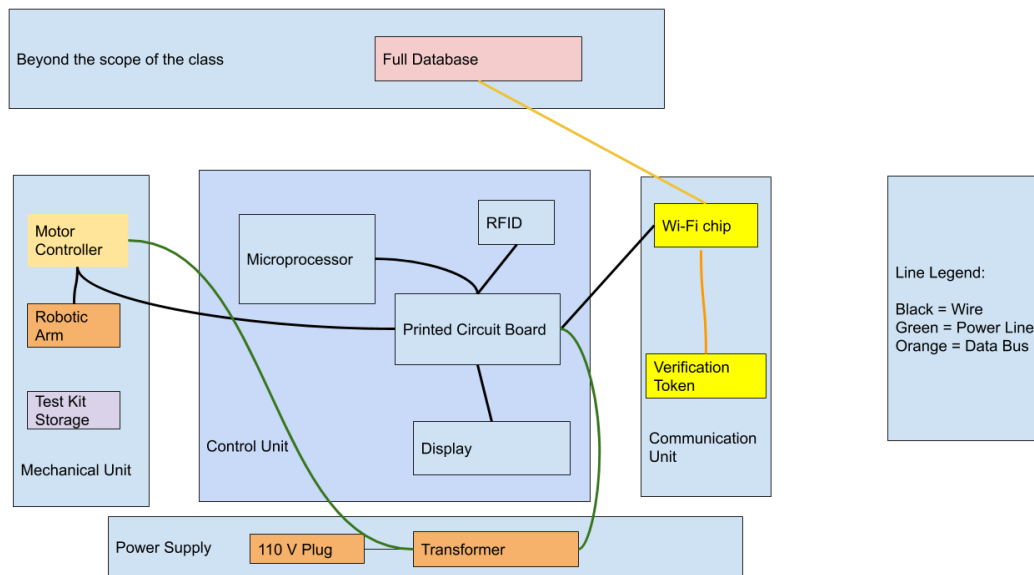 Beyond the scope of the class
Full Database
Motor
Controller
Robotic
Arm
Test Kit
Storage
Mechanical Unit
Microprocessor
RFID
Printed Circuit Board
Display
Control Unit
Wi-Fi chip
Verification
Token
Communication
Unit
Line Legend:
Black = Wire
Green = Power Line
Orange = Data Bus
Power Supply
110 V Plug
Transformer